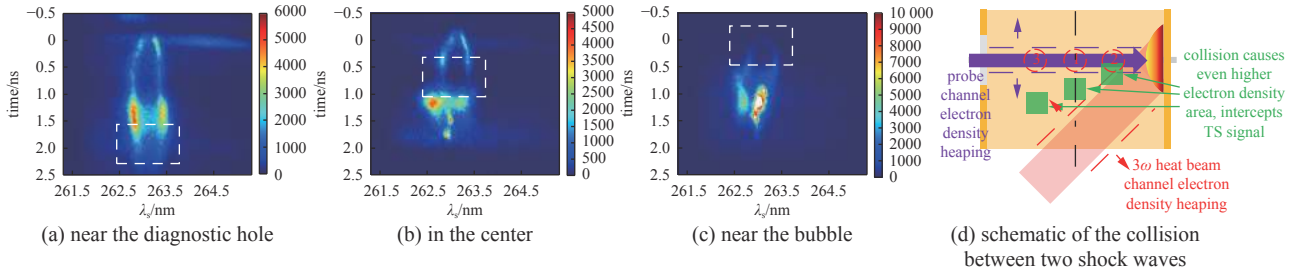 −0.5
0
0.5
1.0
1.5
2.0
2.5
time/ns
261.5 262.5 263.5 264.5
λs/nm
6000
5000
4000
3000
2000
1000
0
(a) near the diagnostic hole
−0.5
0
0.5
1.0
1.5
2.0
2.5
time/ns
261.5 262.5 263.5 264.5
λs/nm
5000
4500
4000
3500
3000
2500
2000
1500
1000
500
0
(b) in the center
−0.5
0
0.5
1.0
1.5
2.0
2.5
time/ns
261.5 262.5 263.5 264.5
λs/nm
10 000
9000
8000
7000
6000
5000
4000
3000
2000
1000
0
(c) near the bubble
probe
channel
electron
density
heaping
collision causes
even higher
electron density
area, intercepts
TS signal
3ω heat beam
channel electron
density heaping
(d) schematic of the collision
between two shock waves